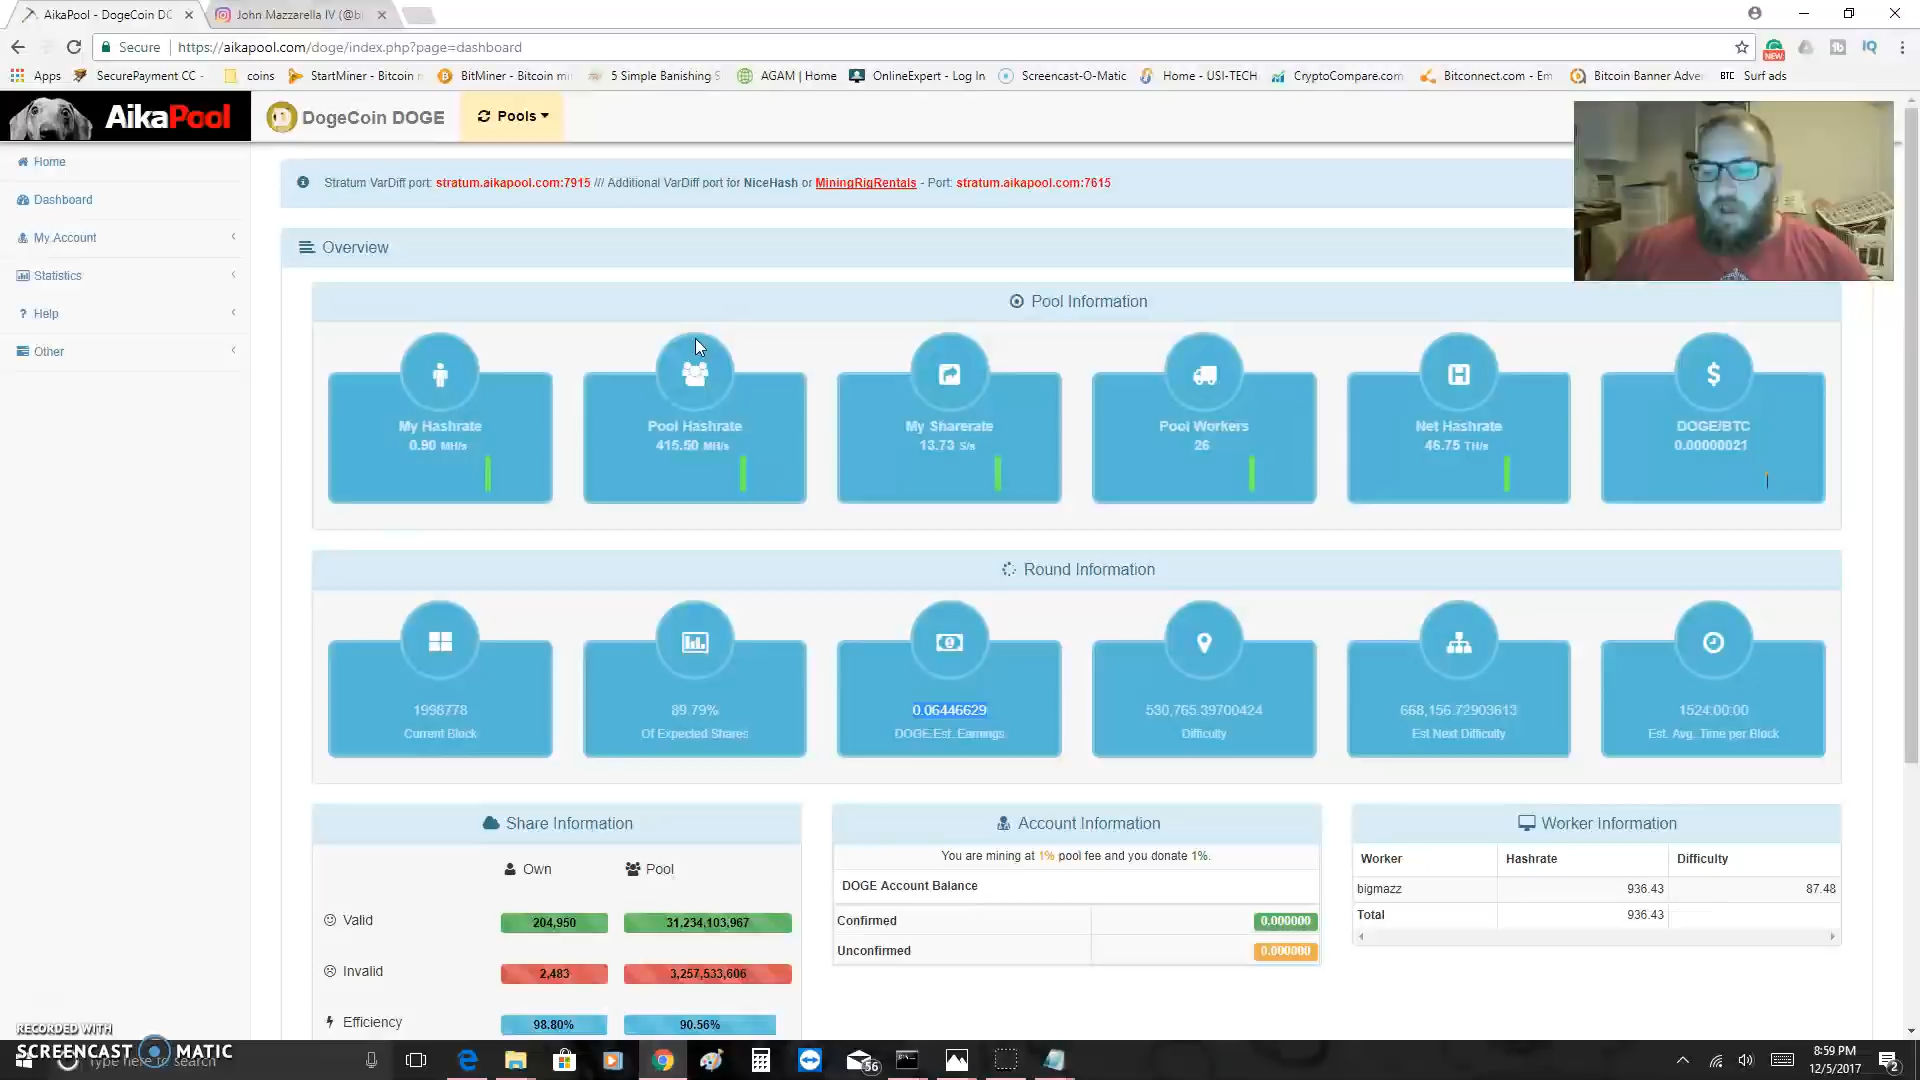 AikaPool - DogeCoin DC
John Mazzarella IV (@bi
Secure
https://aikapool.com/doge/index.php?page=dashboard
Apps
SecurePayment CC -
coins
StartMiner - Bitcoin
BitMiner - Bitcoin mi
5 Simple Banishing S
AGAM | Home
OnlineExpert - Log In
Screencast-O-Matic
Home - USI-TECH
CryptoCompare.com
Bitconnect.com - Em
Bitcoin Banner Adve
BTC Surf ads
NEW
AikaPool
DogeCoin DOGE
Pools
Home
Dashboard
My Account
Statistics
? Help
Other
Stratum VarDiff port: stratum.aikapool.com:7915 /// Additional VarDiff port for NiceHash or MiningRigRentals - Port: stratum.aikapool.com:7615
Overview
Pool Information
My Hashrate
0.90 MH/s
Pool Hashrate
415.50 MH/s
My Sharerate
13.73 S/s
Pool Workers
26
Net Hashrate
46.75 TH/s
DOGE/BTC
0.00000021
Round Information
1998778
Current Block
89.79%
Of Expected Shares
0.06446629
DOGE Est. Earnings
530,765.39700424
Difficulty
668,156.72903613
Est Next Difficulty
1524:00:00
Est. Avg. Time per Block
Share Information
Own
Pool
Valid
204,950
31,234,103,967
Invalid
2,483
3,257,533,606
Efficiency
98.80%
90.56%
Account Information
You are mining at 1% pool fee and you donate 1%.
DOGE Account Balance
Confirmed
0.000000
Unconfirmed
0.000000
Worker Information
Worker Hashrate Difficulty
bigmazz 936.43 87.48
Total 936.43
RECORDED WITH
SCREENCAST MATIC
Type here to search
56
8:59 PM
12/5/2017
2